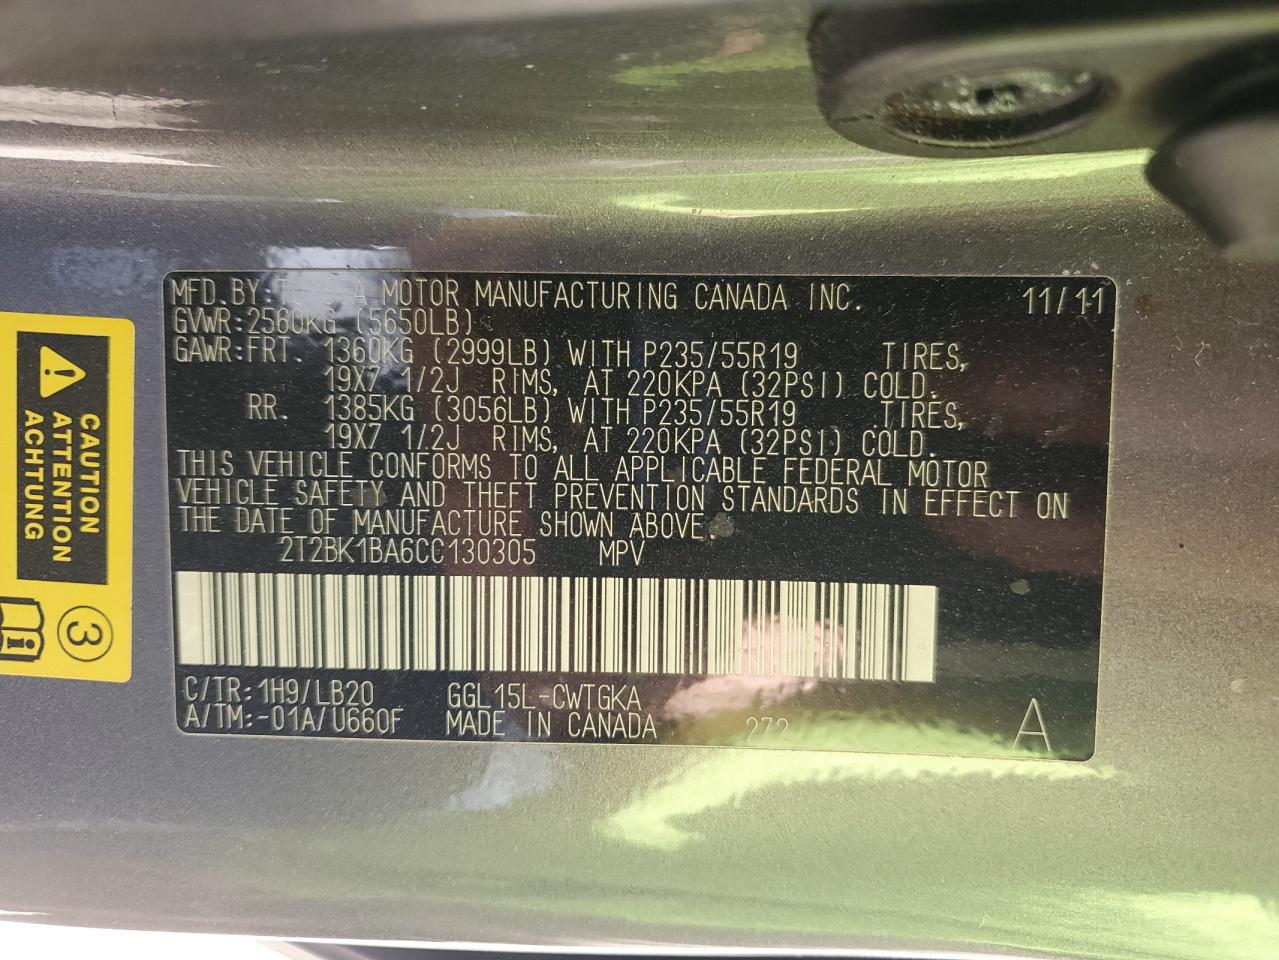 MFD.BY:TOYOTA MOTOR MANUFACTURING CANADA INC. 11/11
GVWR:2560KG (5650LB)
GAWR:FRT. 1360KG (2999LB) WITH P235/55R19 TIRES,
19X7 1/2J RIMS, AT 220KPA (32PSI) COLD.
RR. 1385KG (3056LB) WITH P235/55R19 TIRES,
19X7 1/2J RIMS, AT 220KPA (32PSI) COLD.
THIS VEHICLE CONFORMS TO ALL APPLICABLE FEDERAL MOTOR
VEHICLE SAFETY AND THEFT PREVENTION STANDARDS IN EFFECT ON
THE DATE OF MANUFACTURE SHOWN ABOVE.
2T2BK1BA6CC130305 MPV
C/TR:1H9/LB20 GGL15L-CWTGKA
A/TM:-01A/U660F MADE IN CANADA 272 A
CAUTION
ATTENTION
ACHTUNG
3